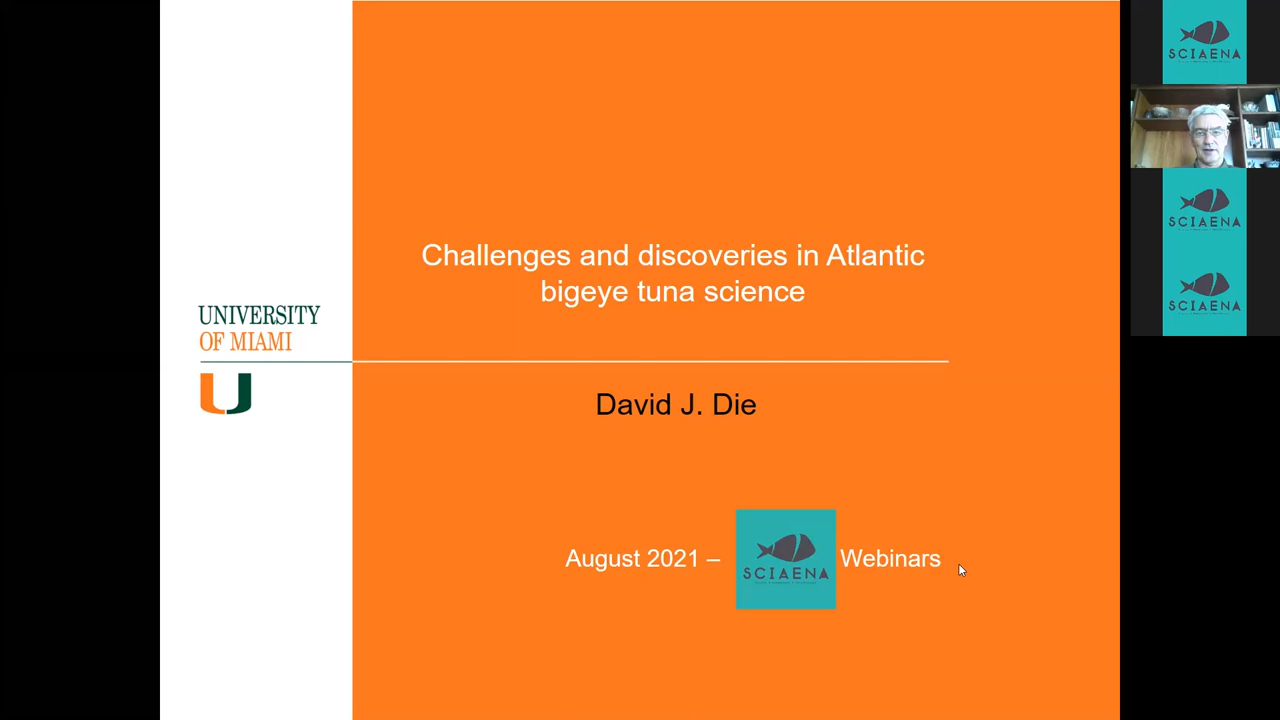 Challenges and discoveries in Atlantic
bigeye tuna science
UNIVERSITY
OF MIAMI
David J. Die
August 2021 –
SCIAENA
Webinars
SCIAENA
SCIAENA
SCIAENA